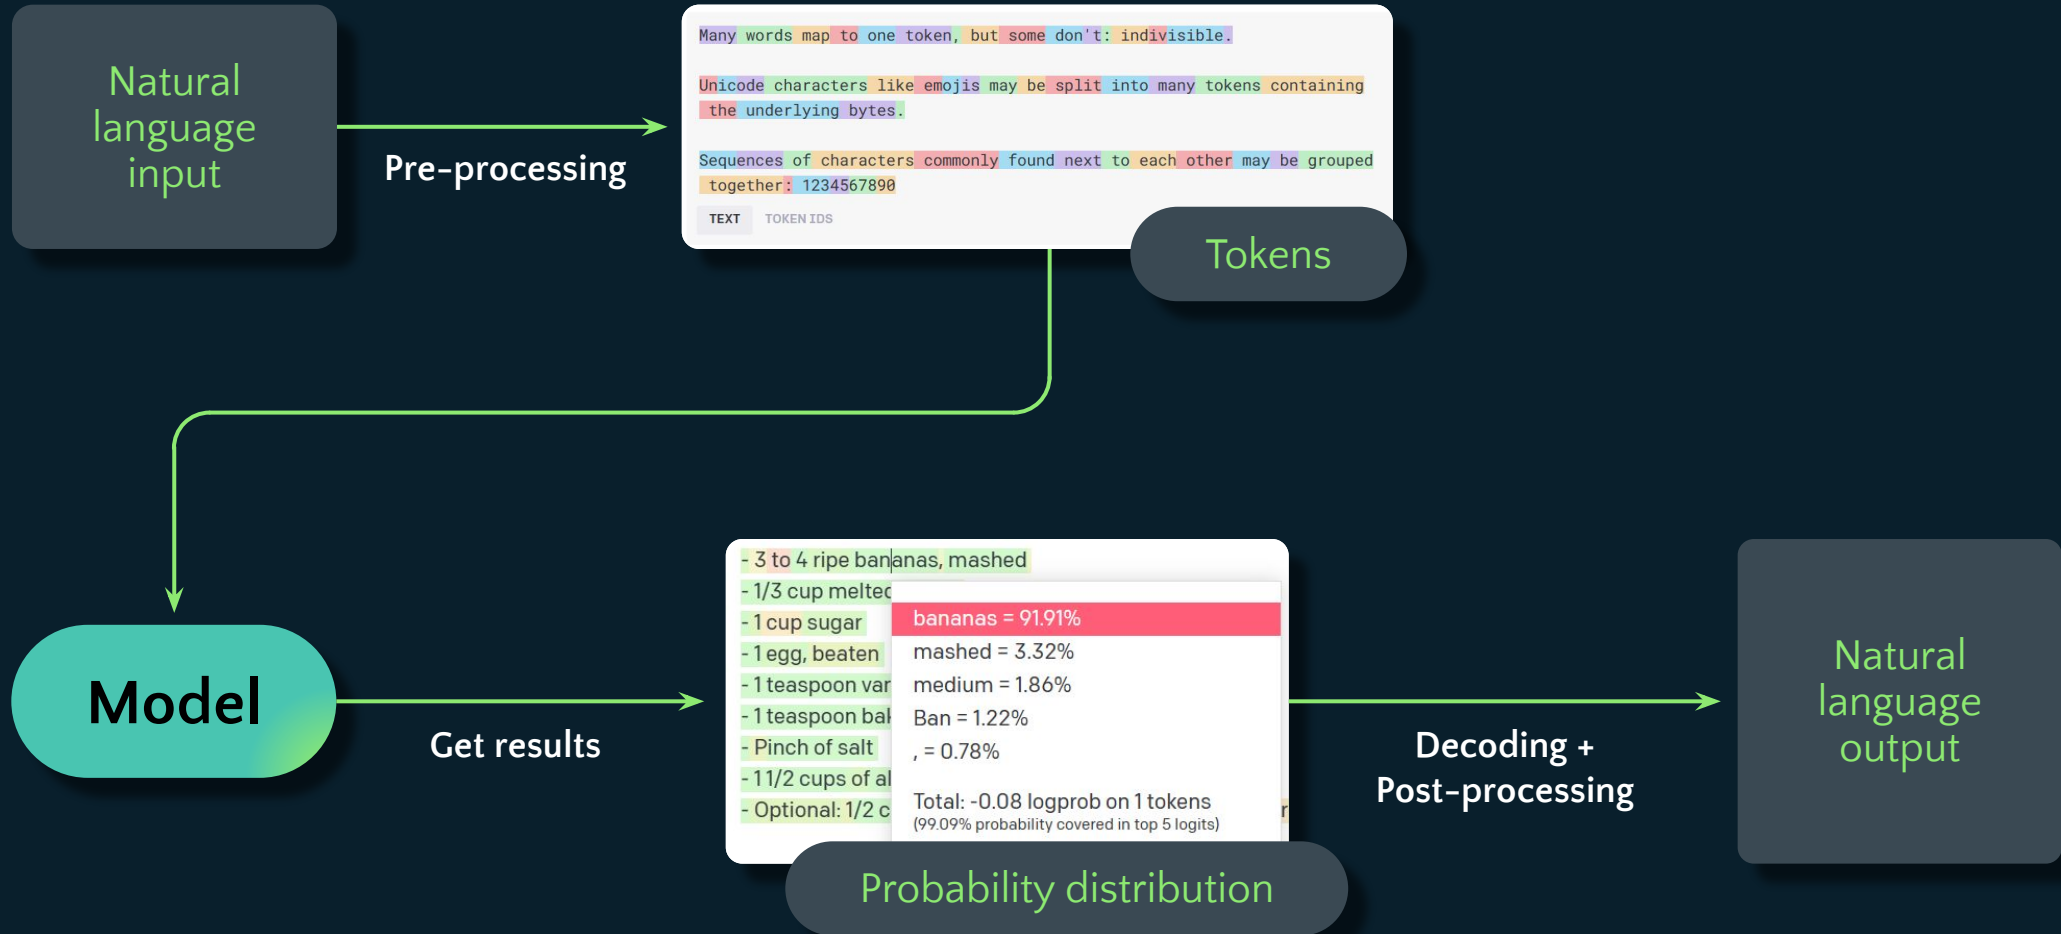 Natural
language
input
Pre-processing
Many words map to one token, but some don't: indivisible.
Unicode characters like emojis may be split into many tokens containing
the underlying bytes.
Sequences of characters commonly found next to each other may be grouped
together: 1234567890
TEXT TOKEN IDS
Tokens
Model
Get results
- 3 to 4 ripe bananas, mashed
- 1/3 cup melted
- 1 cup sugar
- 1 egg, beaten
- 1 teaspoon var
- 1 teaspoon bak
- Pinch of salt
- 1 1/2 cups of al
- Optional: 1/2 c
bananas = 91.91%
mashed = 3.32%
medium = 1.86%
Ban = 1.22%
, = 0.78%
Total: -0.08 logprob on 1 tokens
(99.09% probability covered in top 5 logits)
r
Probability distribution
Decoding +
Post-processing
Natural
language
output